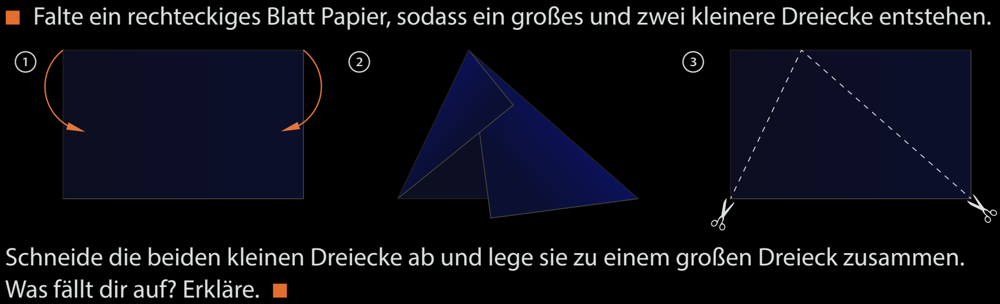 Falte ein rechteckiges Blatt Papier, sodass ein großes und zwei kleinere Dreiecke entstehen.
1 2 3
Schneide die beiden kleinen Dreiecke ab und lege sie zu einem großen Dreieck zusammen.
Was fällt dir auf? Erkläre.